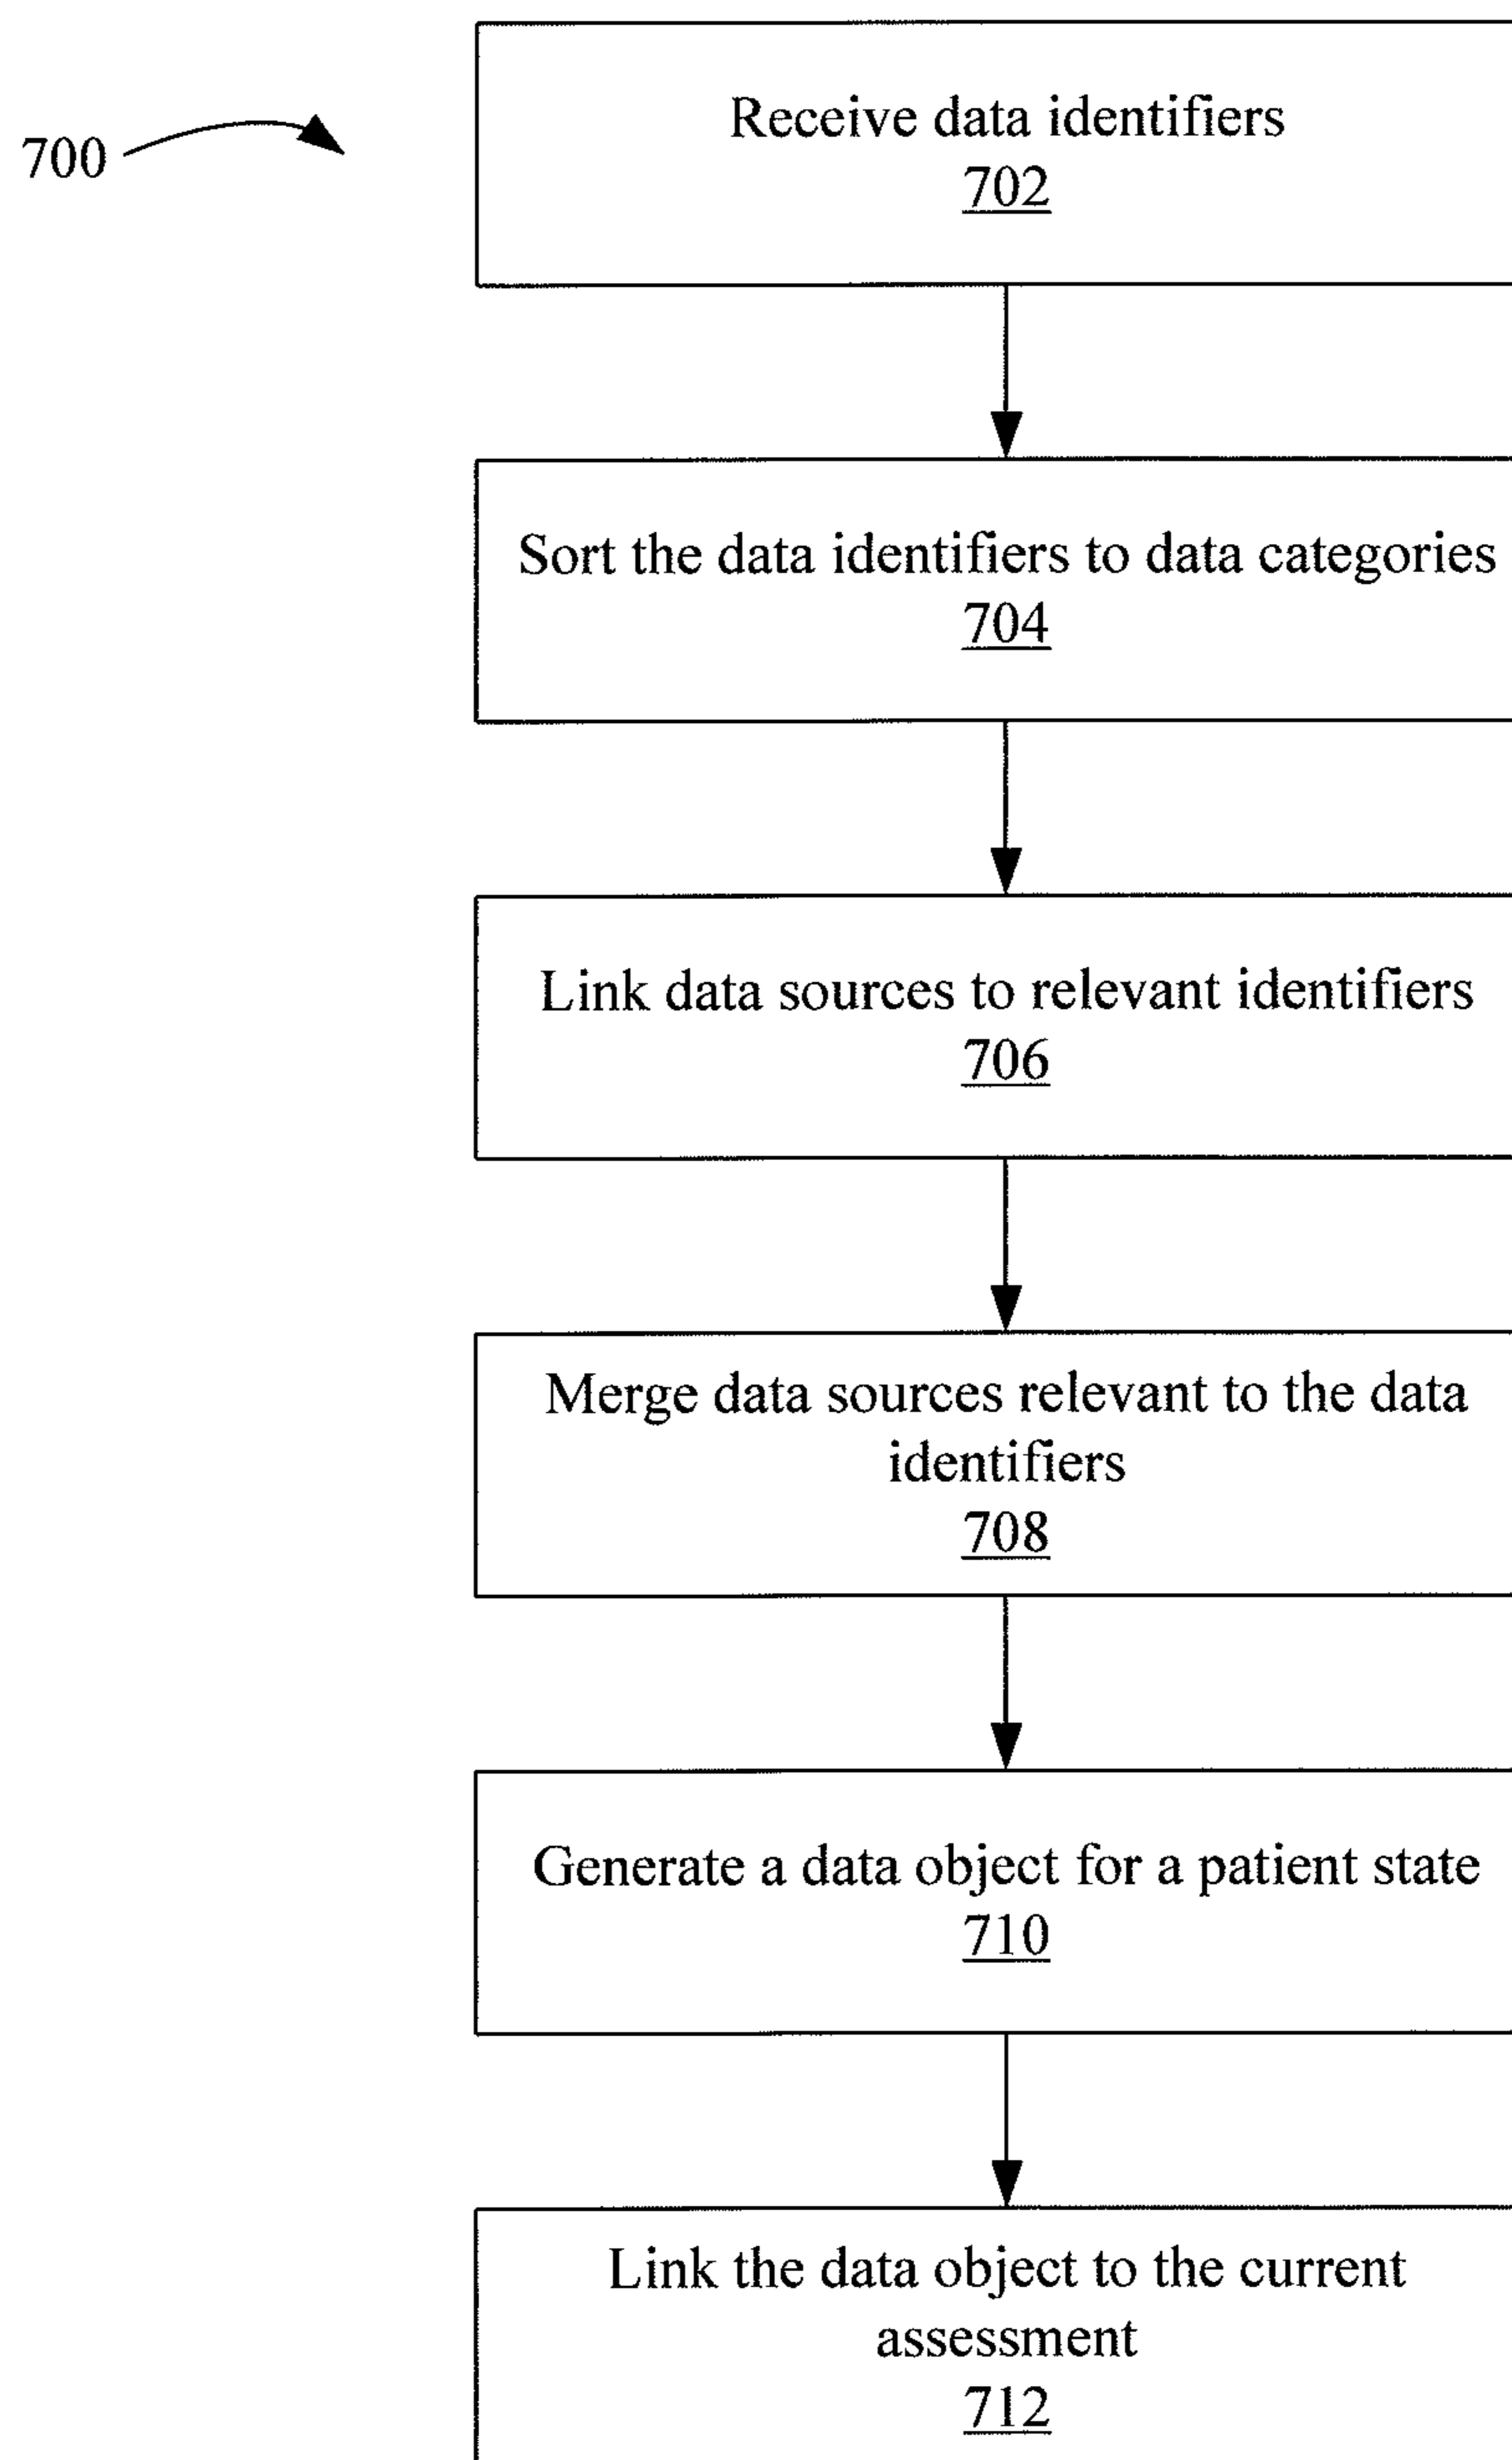 700
Receive data identifiers
702
Sort the data identifiers to data categories
704
Link data sources to relevant identifiers
706
Merge data sources relevant to the data
identifiers
708
Generate a data object for a patient state
710
Link the data object to the current
assessment
712